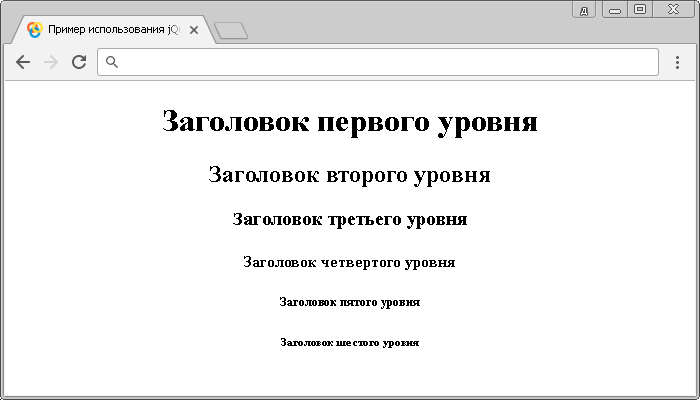 д
Пример использования jQ
Заголовок первого уровня
Заголовок второго уровня
Заголовок третьего уровня
Заголовок четвертого уровня
Заголовок пятого уровня
Заголовок шестого уровня